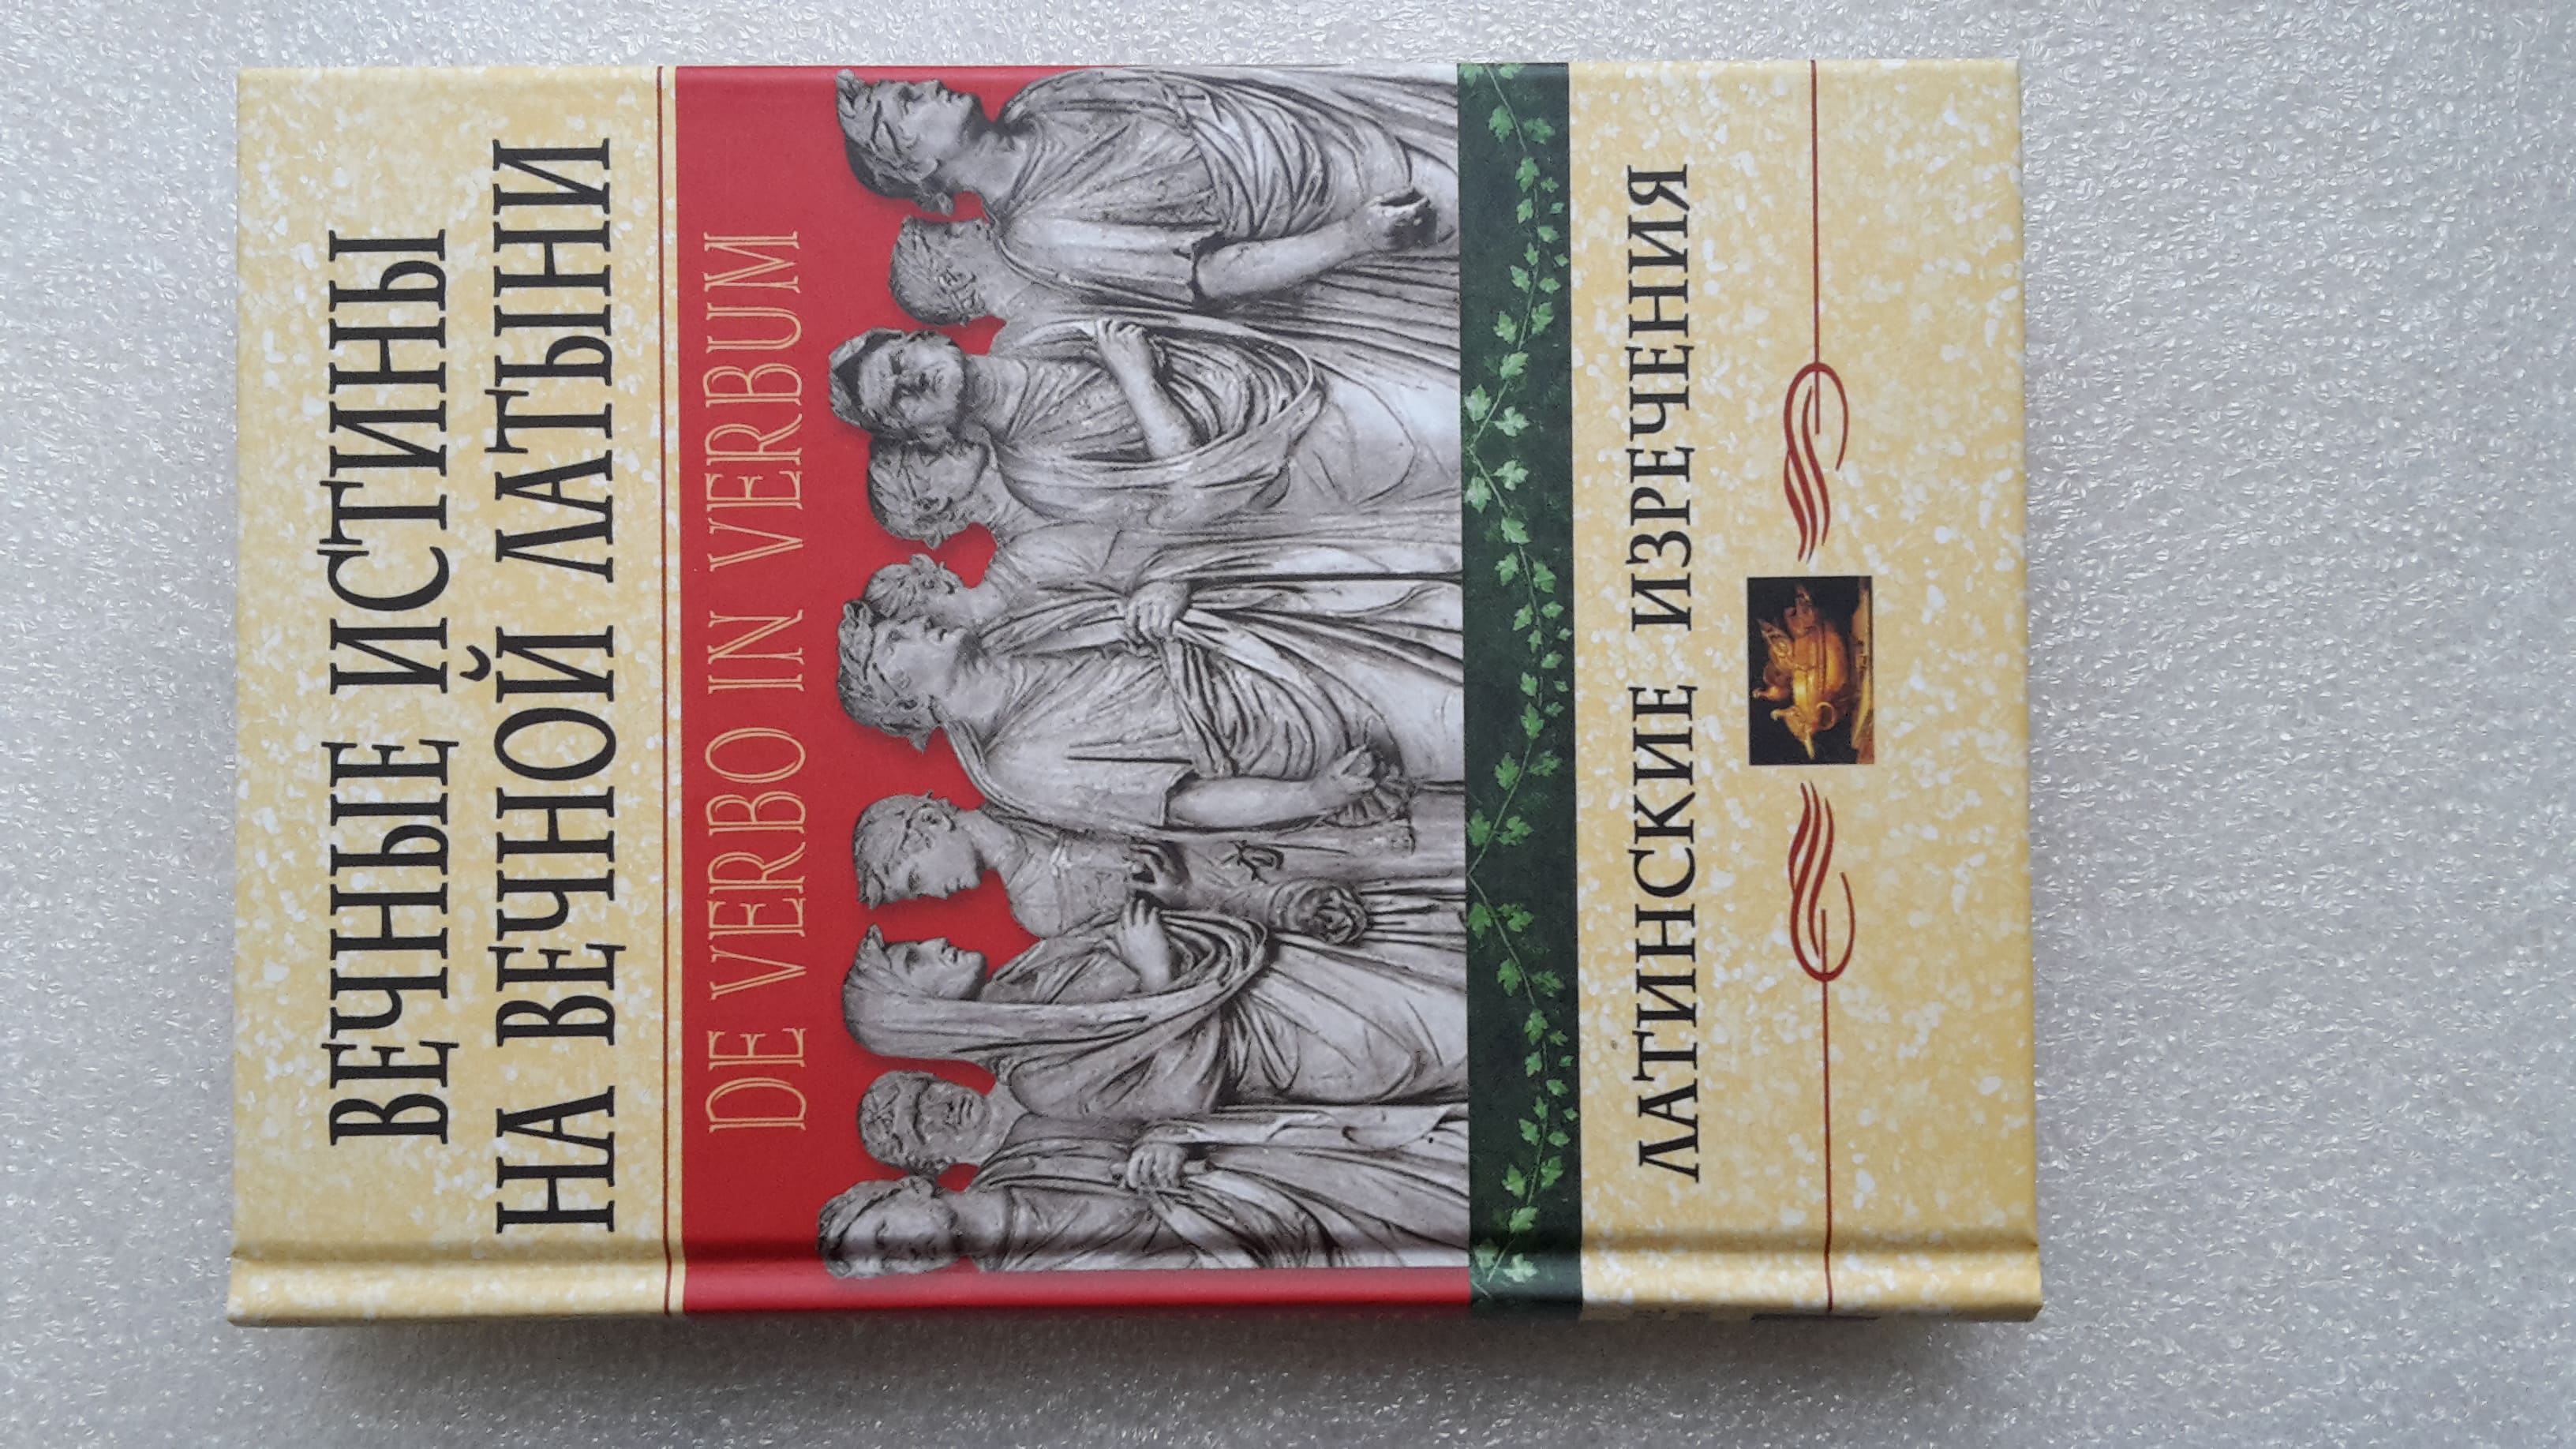 ВЕЧНЫЕ ИСТИНЫ
НА ВЕЧНОЙ ЛАТЫНИ
DE VERBO IN VERBUM
ЛАТИНСКИЕ ИЗРЕЧЕНИЯ